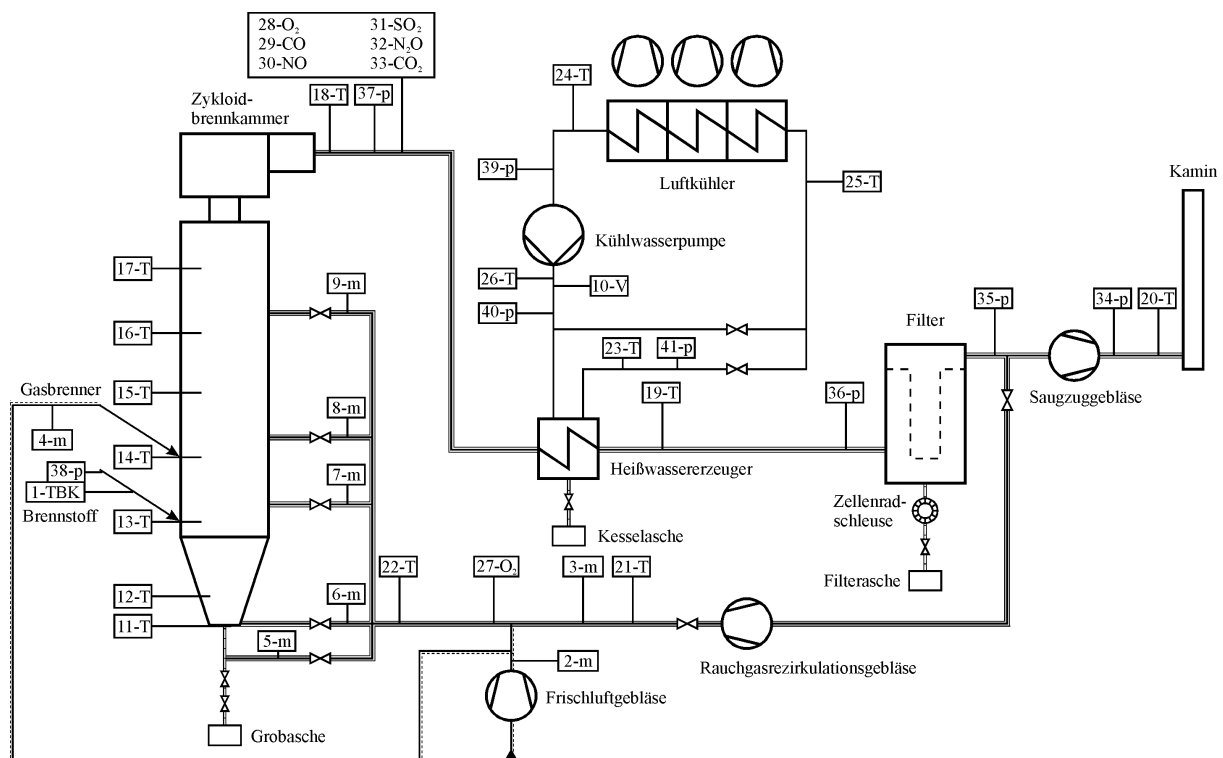 28-O₂ 31-SO₂
29-CO 32-N₂O
30-NO 33-CO₂
Zykloid-
brennkammer
18-T
37-p
24-T
39-p
Luftkühler
25-T
Kamin
Kühlwasserpumpe
17-T
26-T
10-V
9-m
40-p
35-p
34-p
20-T
16-T
Filter
23-T
41-p
Gasbrenner
15-T
19-T
36-p
Saugzuggebläse
8-m
4-m
14-T
38-p
Heißwassererzeuger
7-m
1-TBK
Brennstoff
13-T
Zellenrad-
schleuse
Kesselasche
22-T
27-O₂
3-m
21-T
Filterasche
12-T
6-m
11-T
5-m
2-m
Rauchgasrezirkulationsgebläse
Frischluftgebläse
Grobasche